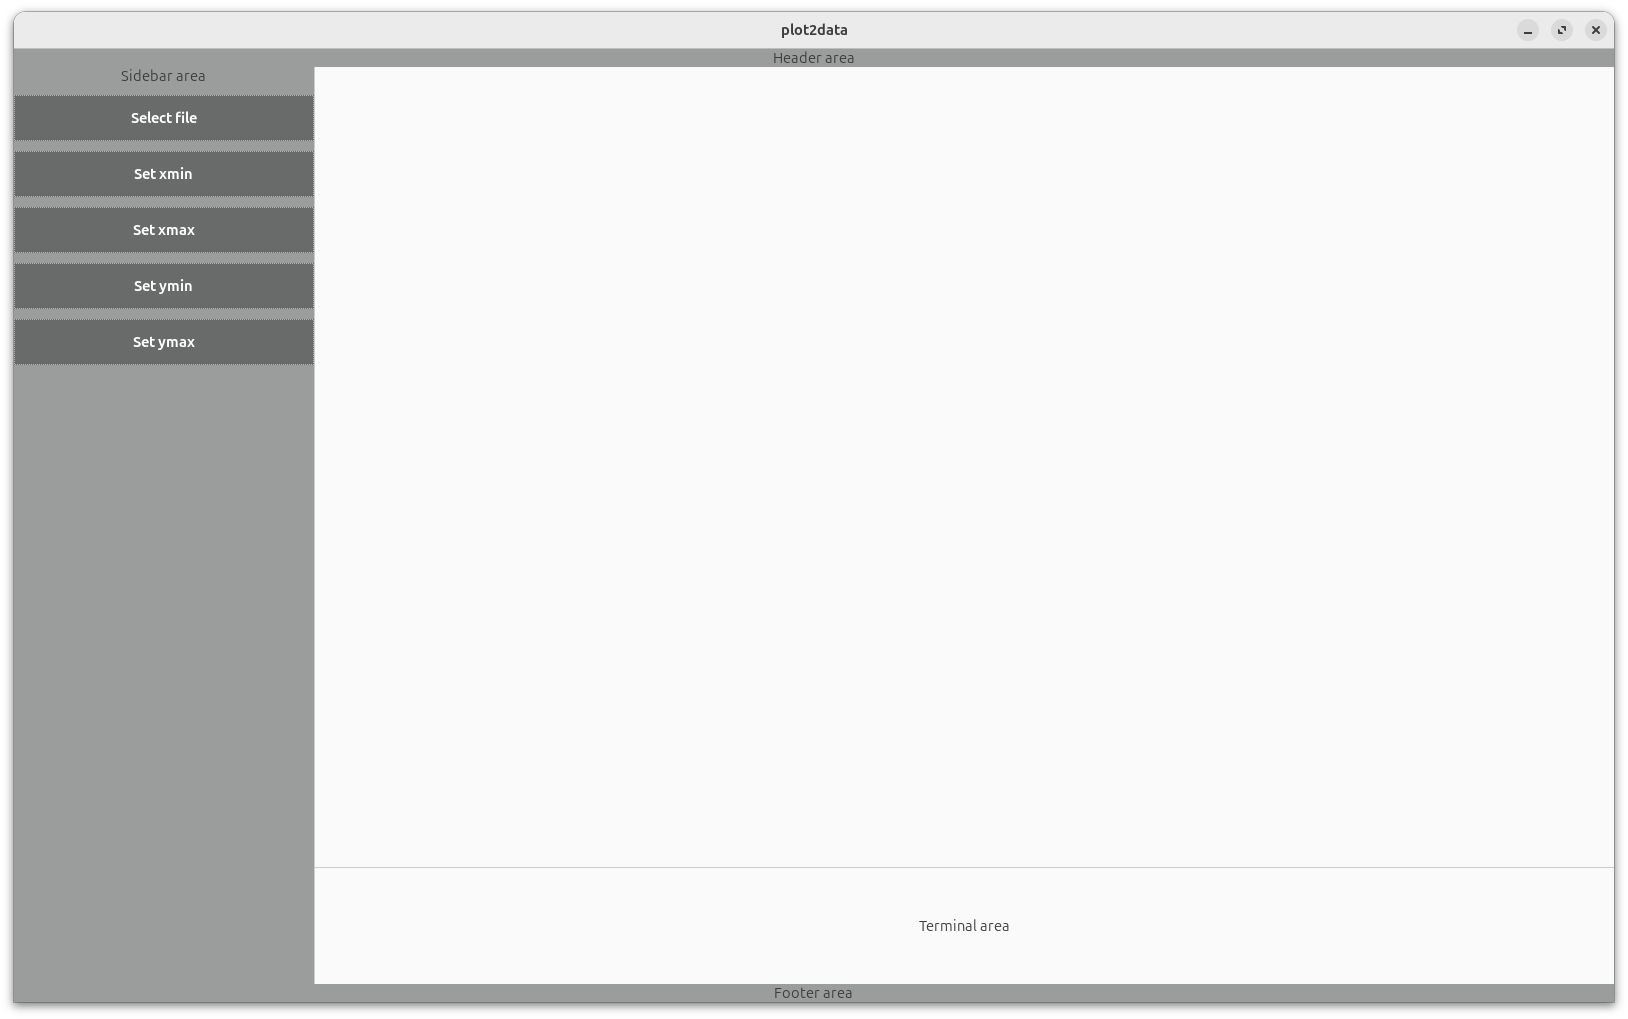 plot2data
Header area
Sidebar area
Select file
Set xmin
Set xmax
Set ymin
Set ymax
Terminal area
Footer area